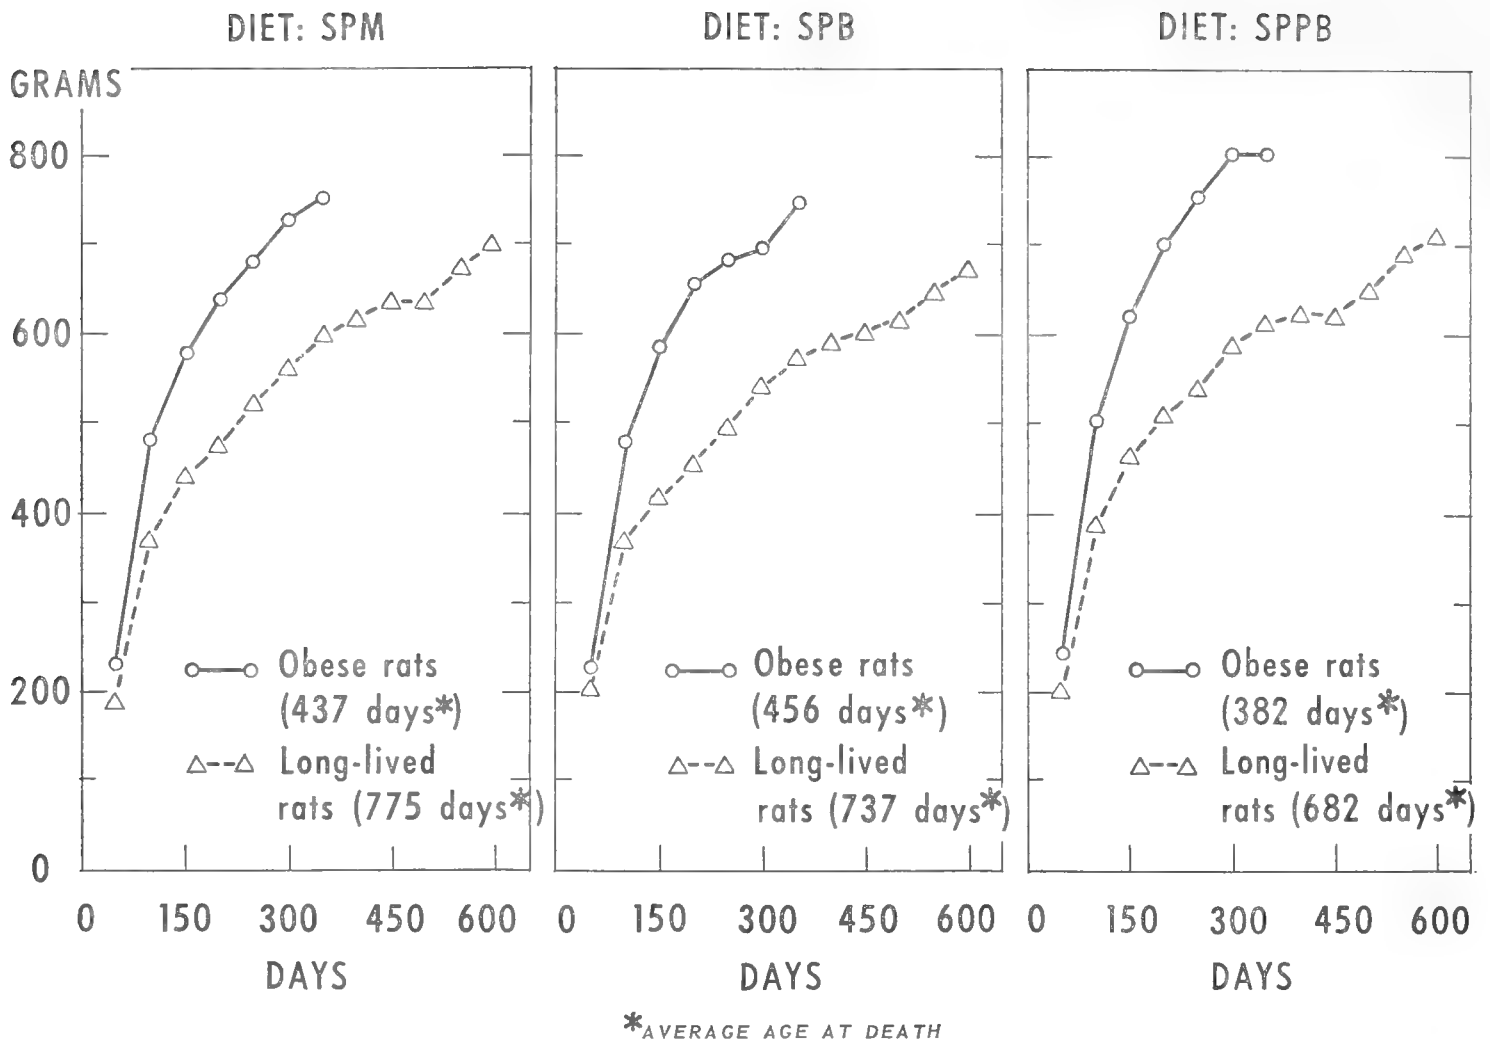 DIET: SPM
DIET: SPB
DIET: SPPB
GRAMS
800
600
400
200
0
Obese rats
(437 days*)
Long-lived
rats (775 days*)
Obese rats
(456 days*)
Long-lived
rats (737 days*)
Obese rats
(382 days*)
Long-lived
rats (682 days*)
0 150 300 450 600
0 150 300 450 600
0 150 300 450 600
DAYS
DAYS
DAYS
*AVERAGE AGE AT DEATH